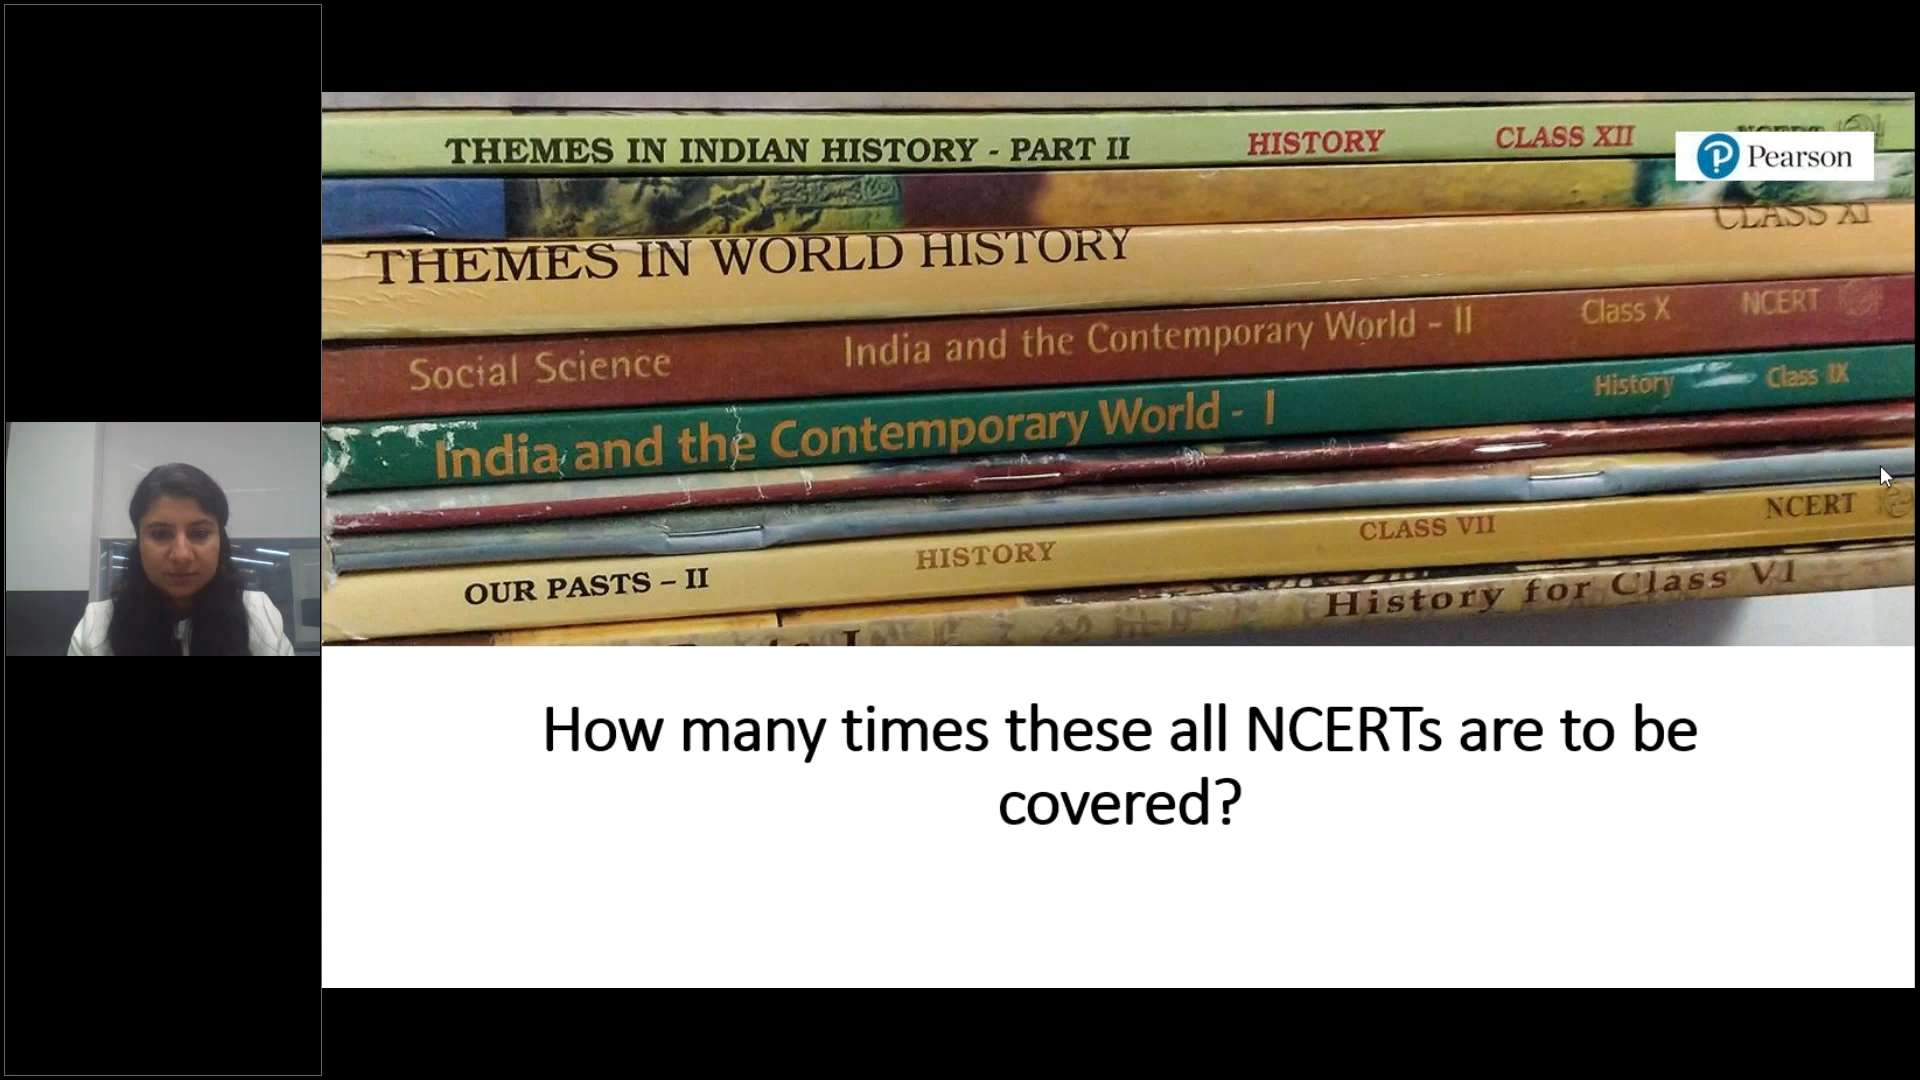 THEMES IN INDIAN HISTORY - PART II HISTORY CLASS XII
Pearson
THEMES IN WORLD HISTORY CLASS XI
Social Science India and the Contemporary World - II Class X NCERT
India and the Contemporary World - I History Class IX
OUR PASTS – II HISTORY CLASS VII NCERT
History for Class VI
How many times these all NCERTs are to be
covered?